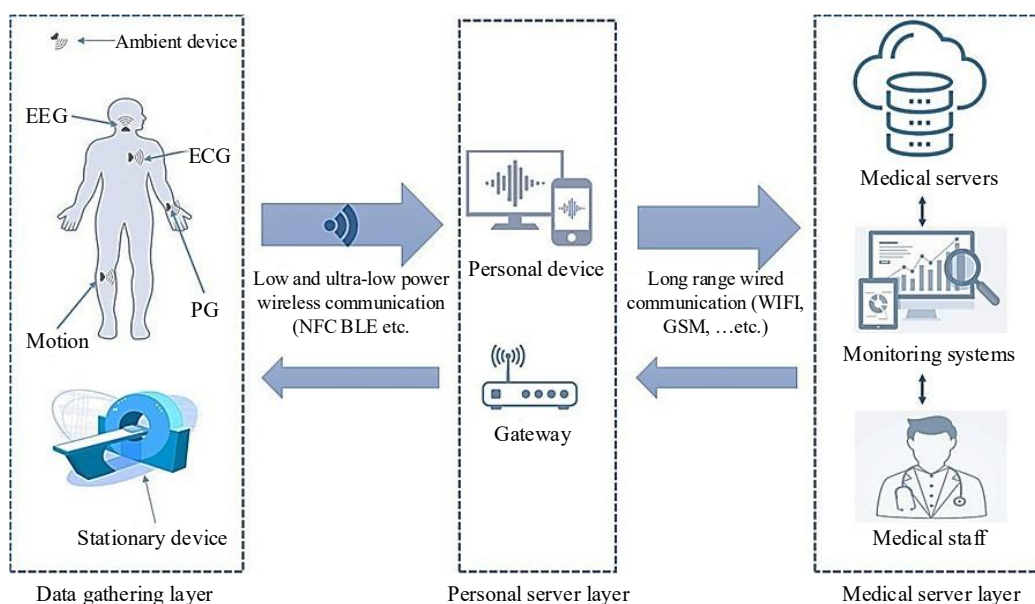 Ambient device
EEG
ECG
PG
Motion
Stationary device
Data gathering layer
Low and ultra-low power
wireless communication
(NFC BLE etc.
Personal device
Gateway
Personal server layer
Long range wired
communication (WIFI,
GSM, …etc.)
Medical servers
Monitoring systems
Medical staff
Medical server layer